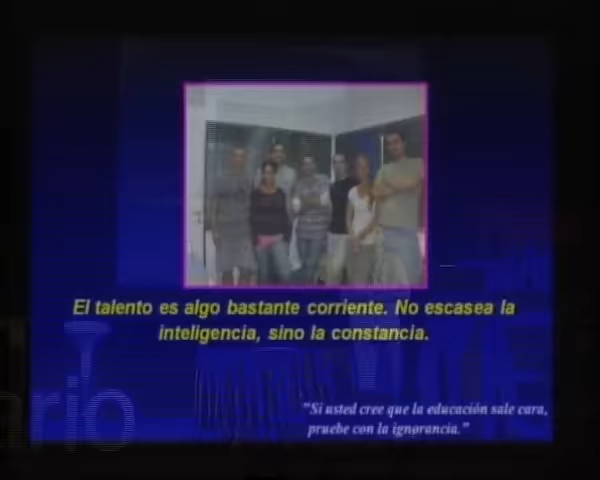 El talento es algo bastante corriente. No escasea la
inteligencia, sino la constancia.
"Si usted cree que la educación sale cara,
pruebe con la ignorancia."
ario